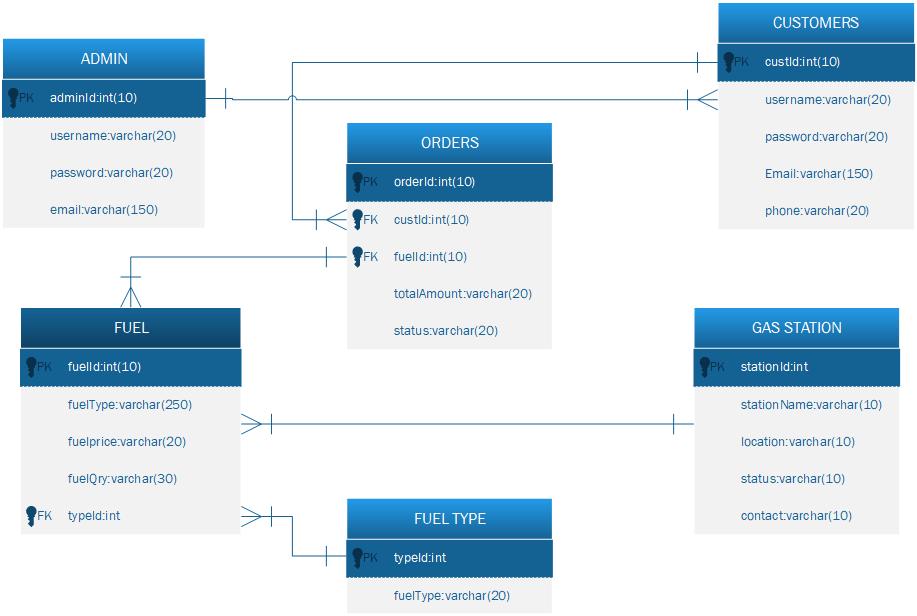 ADMIN
PK adminId:int(10)
username:varchar(20)
password:varchar(20)
email:varchar(150)
CUSTOMERS
PK custId:int(10)
username:varchar(20)
password:varchar(20)
Email:varchar(150)
phone:varchar(20)
ORDERS
PK orderId:int(10)
FK custId:int(10)
FK fuelId:int(10)
totalAmount:varchar(20)
status:varchar(20)
FUEL
PK fuelId:int(10)
fuelType:varchar(250)
fuelprice:varchar(20)
fuelQry:varchar(30)
FK typeId:int
GAS STATION
PK stationId:int
stationName:varchar(10)
location:varchar(10)
status:varchar(10)
contact:varchar(10)
FUEL TYPE
PK typeId:int
fuelType:varchar(20)